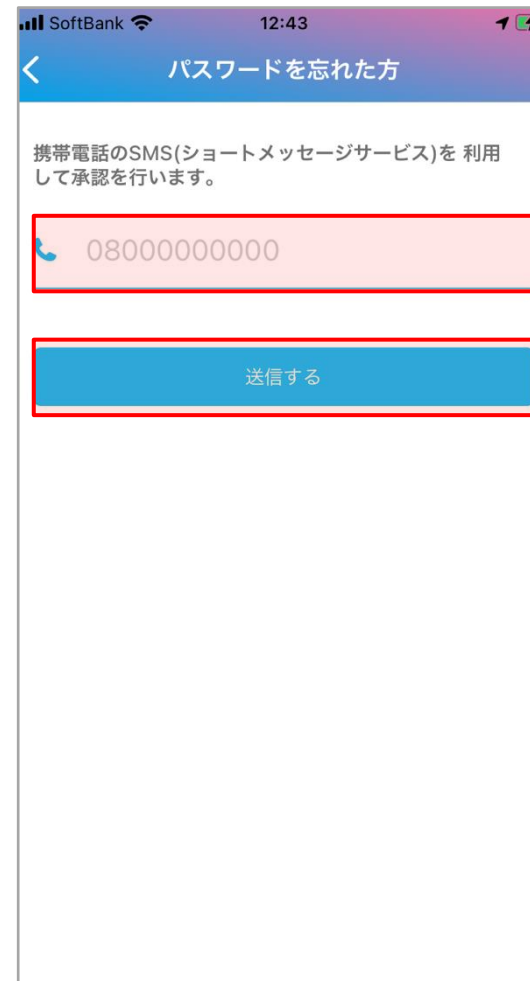 SoftBank 12:43
パスワードを忘れた方
携帯電話のSMS(ショートメッセージサービス)を 利用
して承認を行います。
08000000000
送信する